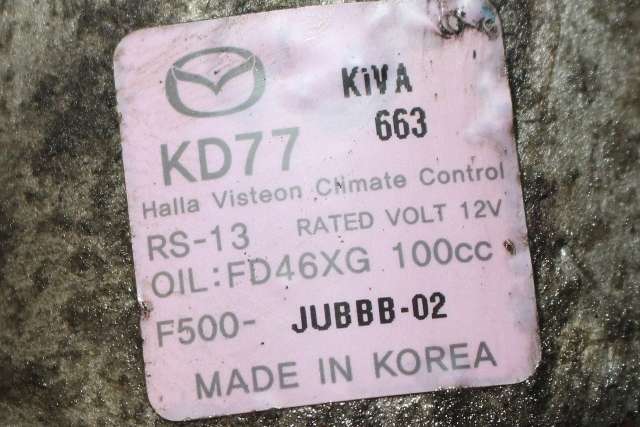 KiVA
KD77 663
Halla Visteon Climate Control
RS-13 RATED VOLT 12V
OIL:FD46XG 100cc
F500- JUBBB-02
MADE IN KOREA